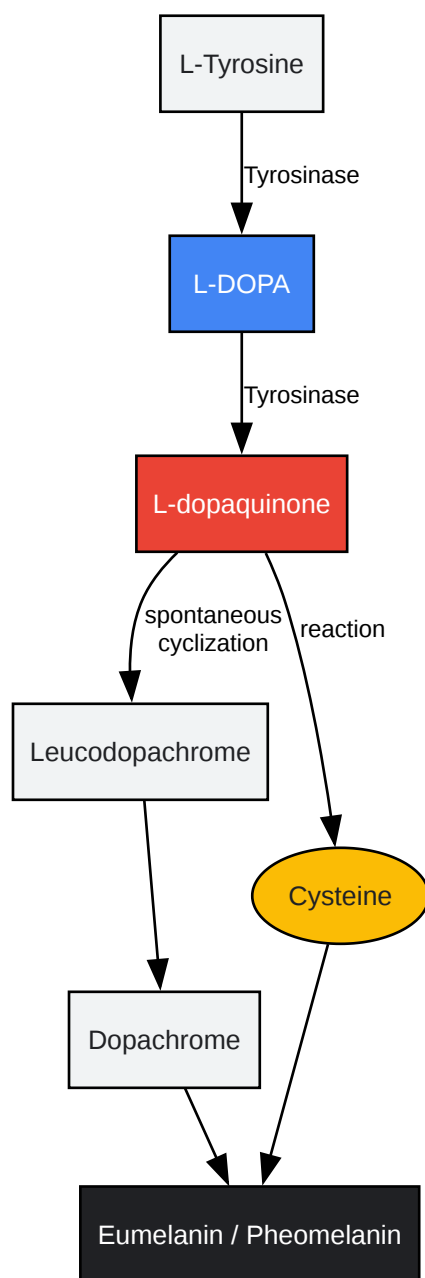 L-Tyrosine
Tyrosinase
L-DOPA
Tyrosinase
L-dopaquinone
spontaneous
cyclization
reaction
Leucodopachrome
Cysteine
Dopachrome
Eumelanin / Pheomelanin